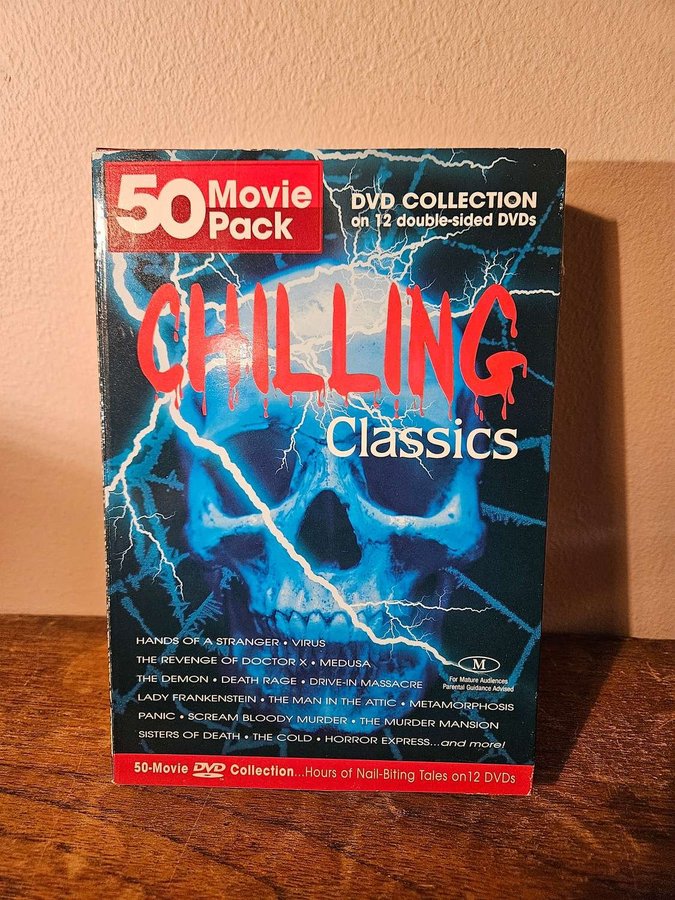 50 Movie Pack
DVD COLLECTION
on 12 double-sided DVDs
CHILLING
Classics
HANDS OF A STRANGER • VIRUS
THE REVENGE OF DOCTOR X • MEDUSA
THE DEMON • DEATH RAGE • DRIVE-IN MASSACRE
LADY FRANKENSTEIN • THE MAN IN THE ATTIC • METAMORPHOSIS
PANIC • SCREAM BLOODY MURDER • THE MURDER MANSION
SISTERS OF DEATH • THE COLD • HORROR EXPRESS...and more!
M
For Mature Audiences
Parental Guidance Advised
50-Movie DVD Collection...Hours of Nail-Biting Tales on 12 DVDs